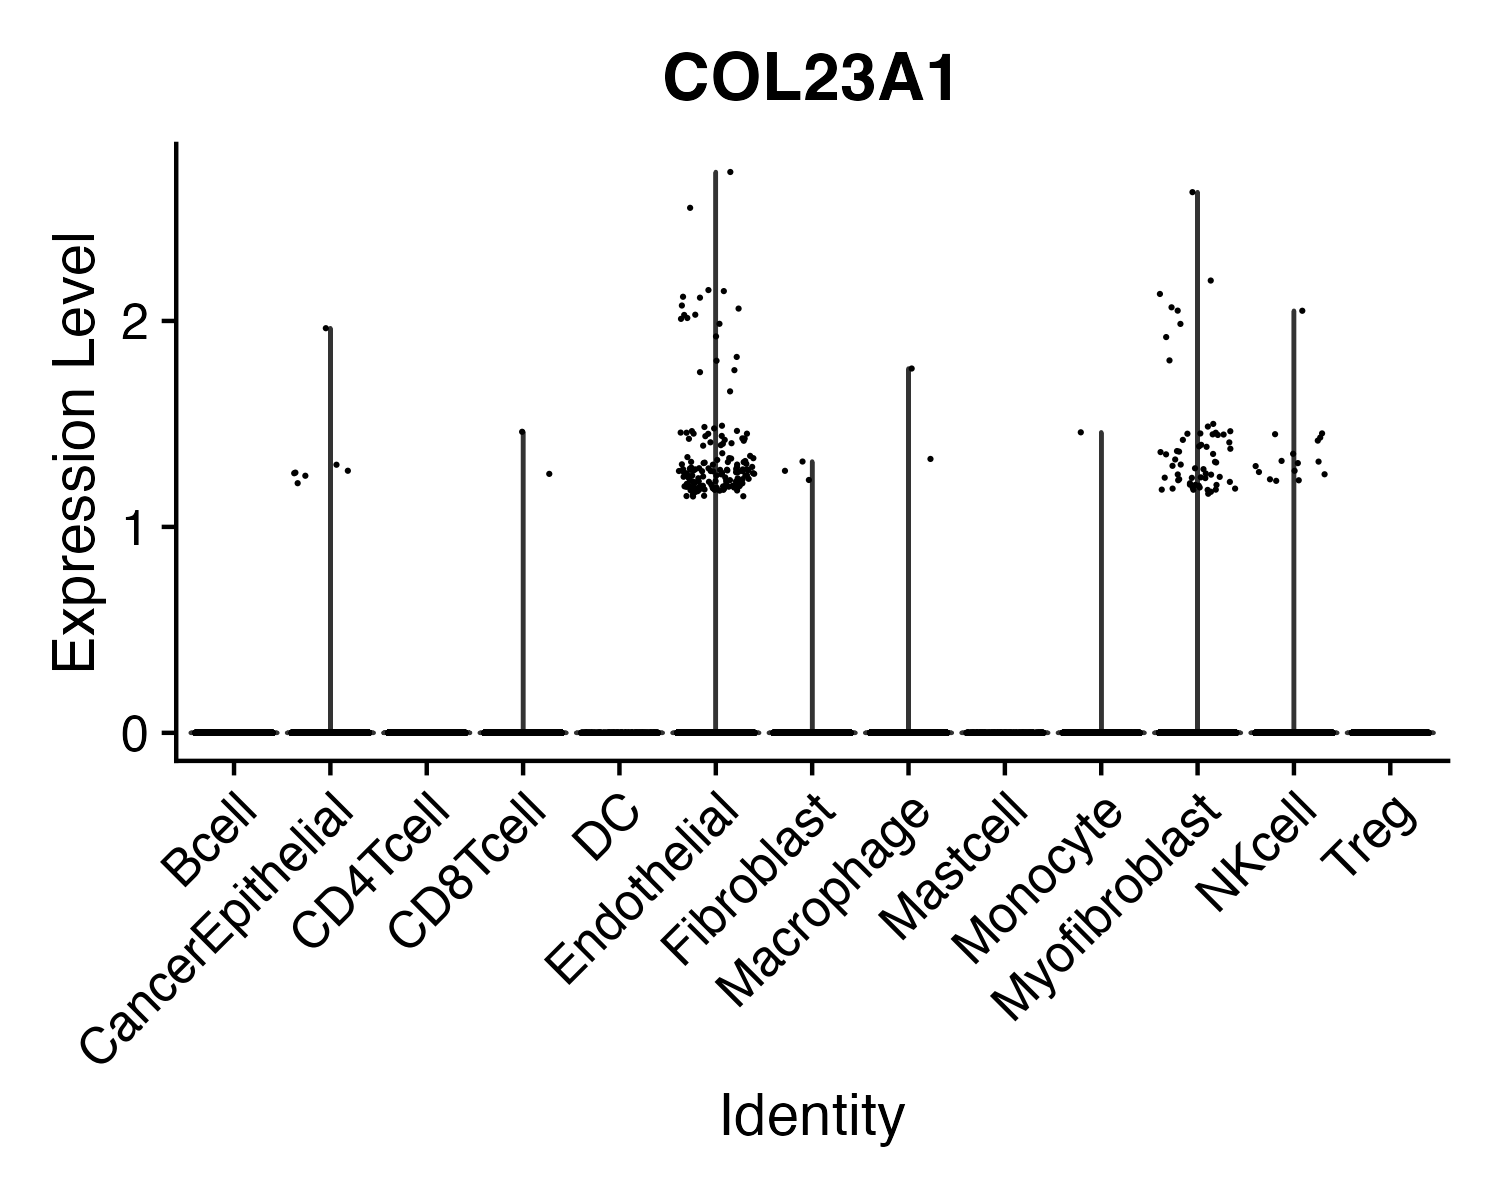 COL23A1
Expression Level
2
1
0
Bcell
CancerEpithelial
CD4Tcell
CD8Tcell
DC
Endothelial
Fibroblast
Macrophage
Mastcell
Monocyte
Myofibroblast
NKcell
Treg
Identity